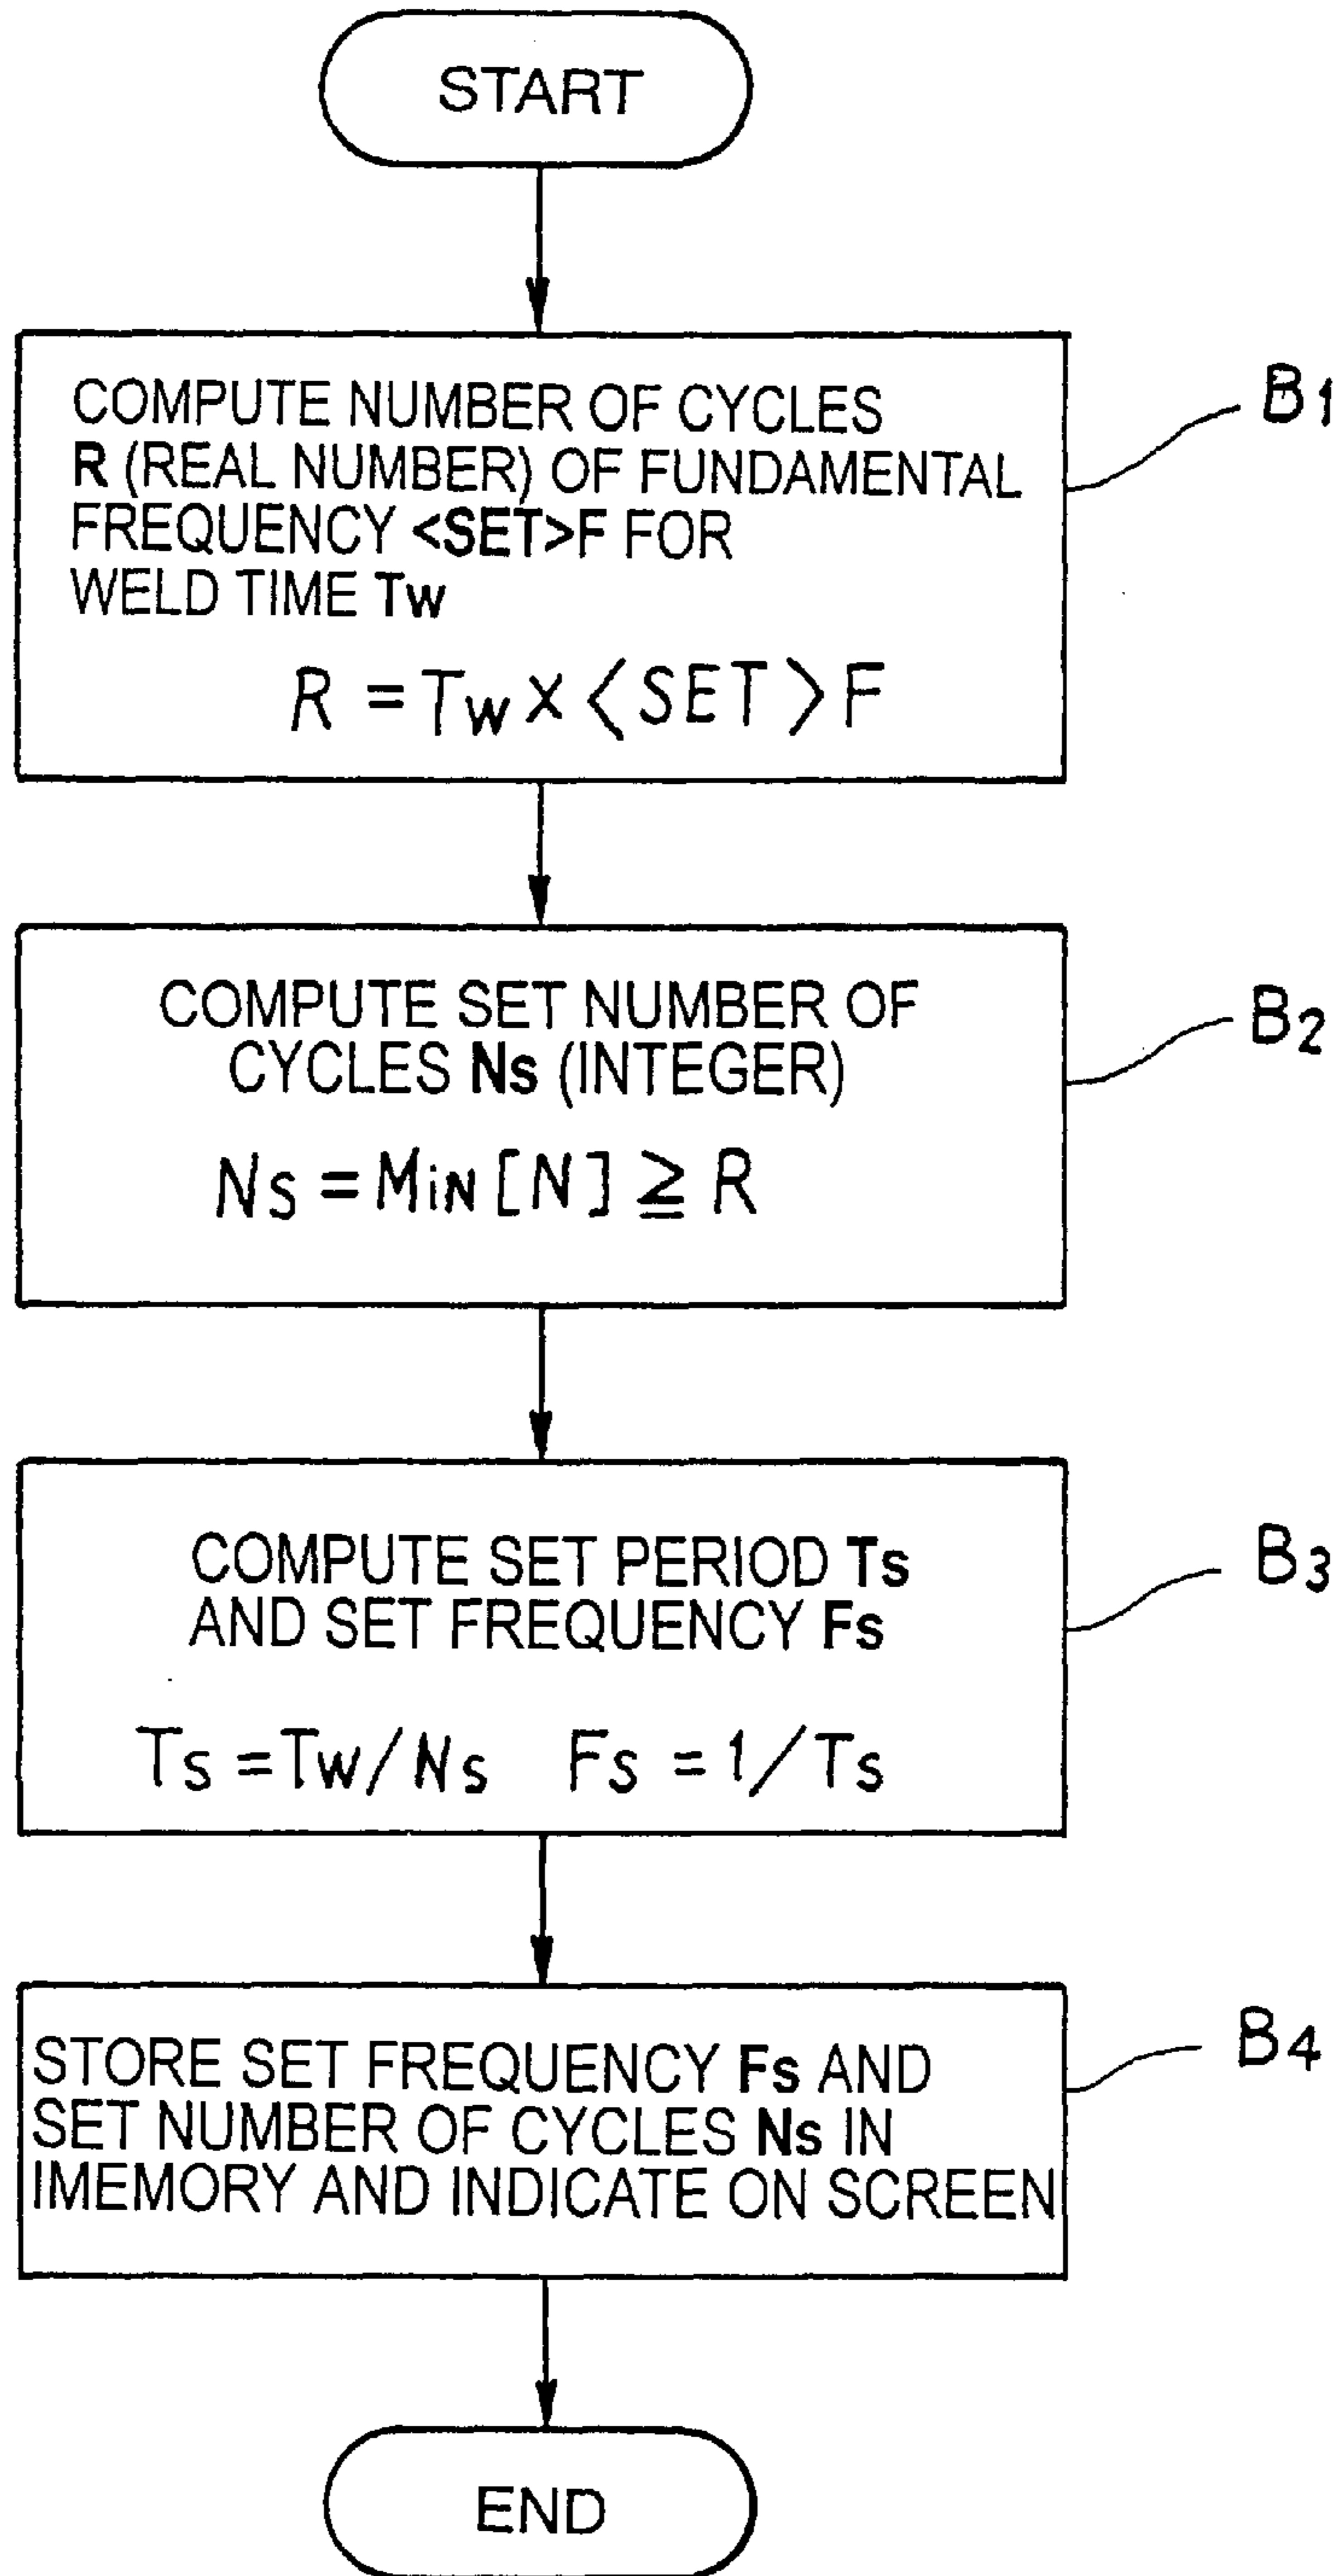 START
COMPUTE NUMBER OF CYCLES
R (REAL NUMBER) OF FUNDAMENTAL
FREQUENCY <SET>F FOR
WELD TIME Tw
R = Tw x <SET>F
B1
COMPUTE SET NUMBER OF
CYCLES Ns (INTEGER)
Ns = MiN [N] ≧ R
B2
COMPUTE SET PERIOD Ts
AND SET FREQUENCY Fs
Ts = Tw/Ns Fs = 1/Ts
B3
STORE SET FREQUENCY Fs AND
SET NUMBER OF CYCLES Ns IN
IMEMORY AND INDICATE ON SCREEN
B4
END